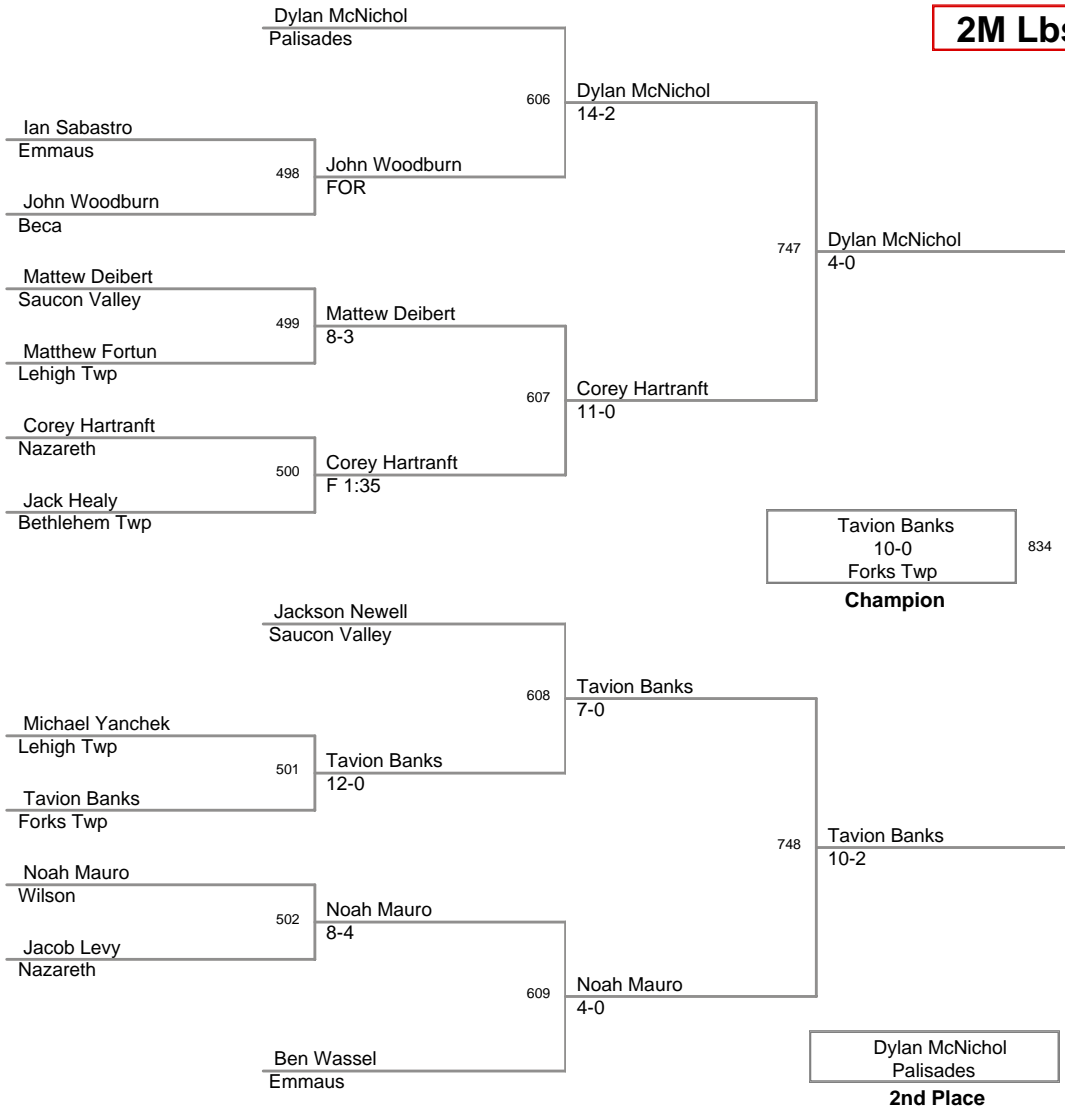 Dylan McNichol
Palisades
2M Lbs
606
Dylan McNichol
14-2
Ian Sabastro
Emmaus
498
John Woodburn
FOR
John Woodburn
Beca
747
Dylan McNichol
4-0
Mattew Deibert
Saucon Valley
499
Mattew Deibert
8-3
Matthew Fortun
Lehigh Twp
607
Corey Hartranft
11-0
Corey Hartranft
Nazareth
500
Corey Hartranft
F 1:35
Jack Healy
Bethlehem Twp
Tavion Banks
10-0
Forks Twp
834
Champion
Jackson Newell
Saucon Valley
608
Tavion Banks
7-0
Michael Yanchek
Lehigh Twp
501
Tavion Banks
12-0
Tavion Banks
Forks Twp
748
Tavion Banks
10-2
Noah Mauro
Wilson
502
Noah Mauro
8-4
Jacob Levy
Nazareth
609
Noah Mauro
4-0
Ben Wassel
Emmaus
Dylan McNichol
Palisades
2nd Place